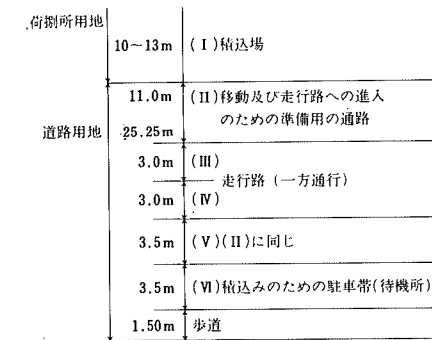 荷捌所用地
10～13m (Ⅰ)積込場
11.0m (Ⅱ)移動及び走行路への進入
のための準備用の通路
道路用地 25.25m
3.0m (Ⅲ)
走行路(一方通行)
3.0m (Ⅳ)
3.5m (Ⅴ)(Ⅱ)に同じ
3.5m (Ⅵ)積込みのための駐車帯(待機所)
1.50m 歩道